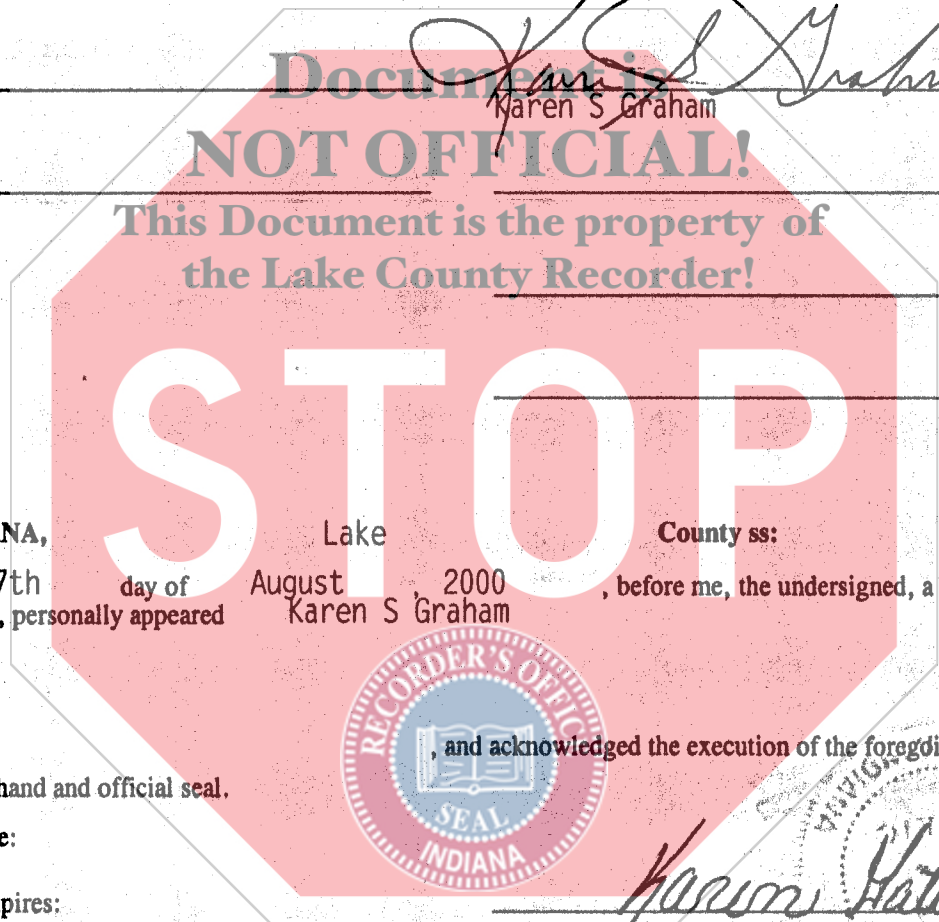 Document is
Karen S Graham
NOT OFFICIAL!
This Document is the property of
the Lake County Recorder!
STOP
NA, Lake County ss:
7th day of August , 2000 , before me, the undersigned, a
, personally appeared Karen S Graham
RECORDER'S OFFIC
, and acknowledged the execution of the foregoi
hand and official seal.
SEAL
INDIANA
e:
pires: